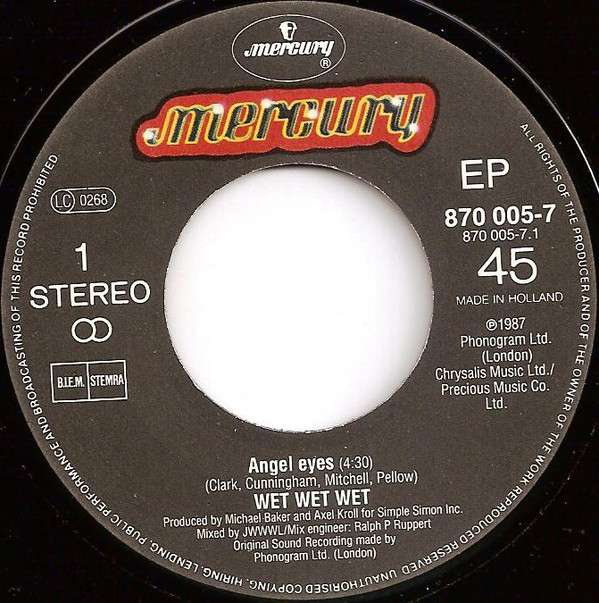 mercury
®
mercury
LC 0268
1
STEREO
B.I.E.M. STEMRA
EP
870 005-7
870 005-7.1
45
MADE IN HOLLAND
℗1987
Phonogram Ltd.
(London)
Chrysalis Music Ltd./
Precious Music Co.
Ltd.
Angel eyes (4:30)
(Clark, Cunningham, Mitchell, Pellow)
WET WET WET
Produced by Michael Baker and Axel Kroll for Simple Simon Inc.
Mixed by JWWWL/Mix engineer: Ralph P Ruppert
Original Sound Recording made by
Phonogram Ltd. (London)
ALL RIGHTS OF THE PRODUCER AND OF THE OWNER OF THE WORK REPRODUCED RESERVED UNAUTHORISED COPYING, HIRING, LENDING, PUBLIC PERFORMANCE AND BROADCASTING OF THIS RECORD PROHIBITED